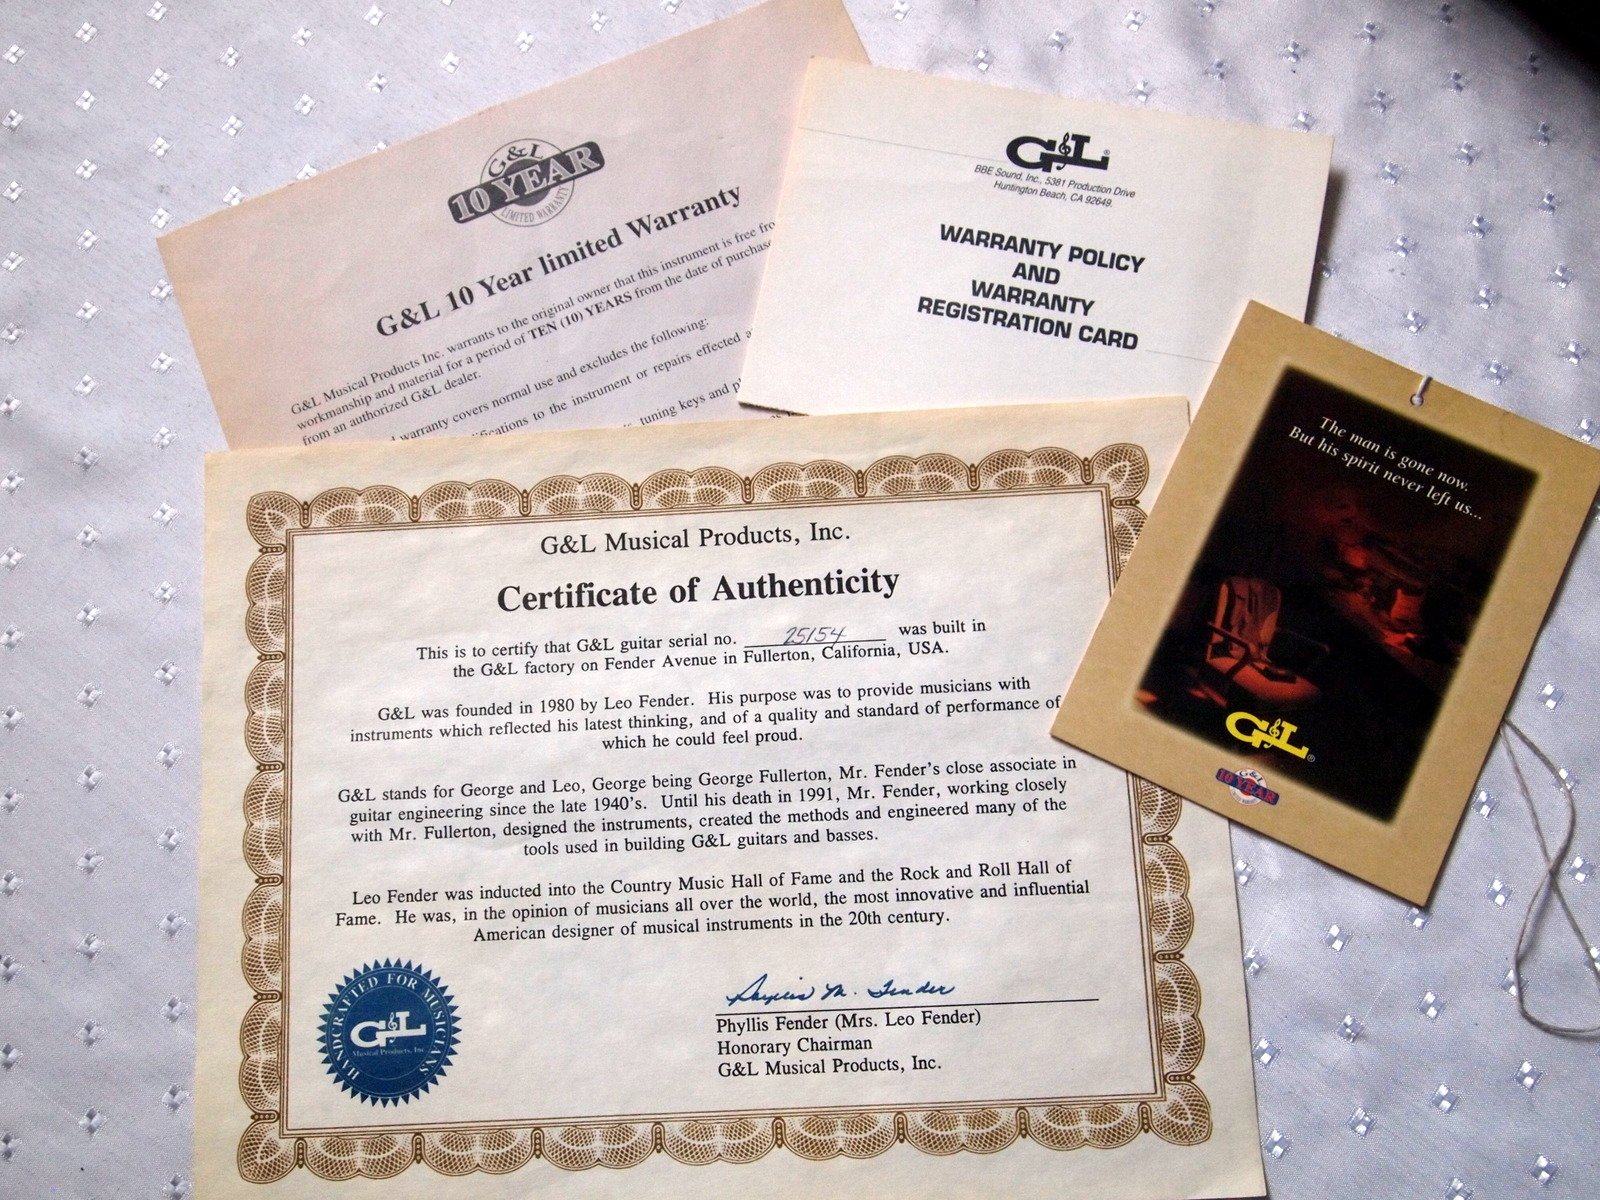 G&L
10 YEAR
LIMITED WARRANTY
G&L 10 Year limited Warranty
G&L Musical Products Inc. warrants to the original owner that this instrument is free
workmanship and material for a period of TEN (10) YEARS from the date of
from an authorized G&L dealer.
warranty covers normal use and excludes the following:
to the instrument or repairs effected
tuning keys and
G&L®
BBE Sound, Inc., 5381 Production Drive
Huntington Beach, CA 92649.
WARRANTY POLICY
AND
WARRANTY
REGISTRATION CARD
The man is gone now.
But his spirit never left us...
G&L®
G&L
10 YEAR
G&L Musical Products, Inc.
Certificate of Authenticity
This is to certify that G&L guitar serial no. 25154 was built in
the G&L factory on Fender Avenue in Fullerton, California, USA.
G&L was founded in 1980 by Leo Fender. His purpose was to provide musicians with
instruments which reflected his latest thinking, and of a quality and standard of performance of
which he could feel proud.
G&L stands for George and Leo, George being George Fullerton, Mr. Fender's close associate in
guitar engineering since the late 1940's. Until his death in 1991, Mr. Fender, working closely
with Mr. Fullerton, designed the instruments, created the methods and engineered many of the
tools used in building G&L guitars and basses.
Leo Fender was inducted into the Country Music Hall of Fame and the Rock and Roll Hall of
Fame. He was, in the opinion of musicians all over the world, the most innovative and influential
American designer of musical instruments in the 20th century.
HANDCRAFTED FOR MUSICIANS
G&L
Musical Products, Inc.
Phyllis M. Fender
Phyllis Fender (Mrs. Leo Fender)
Honorary Chairman
G&L Musical Products, Inc.